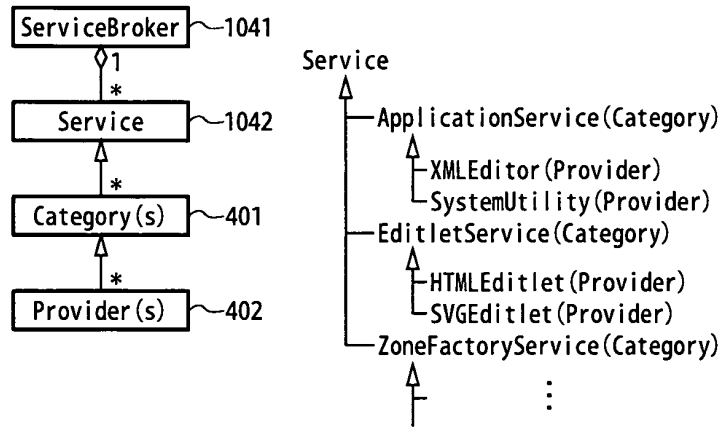 ServiceBroker 1041
1
*
Service 1042
*
Category(s) 401
*
Provider(s) 402
Service
ApplicationService(Category)
XMLEditor(Provider)
SystemUtility(Provider)
EditletService(Category)
HTMLEditlet(Provider)
SVGEditlet(Provider)
ZoneFactoryService(Category)
⋮